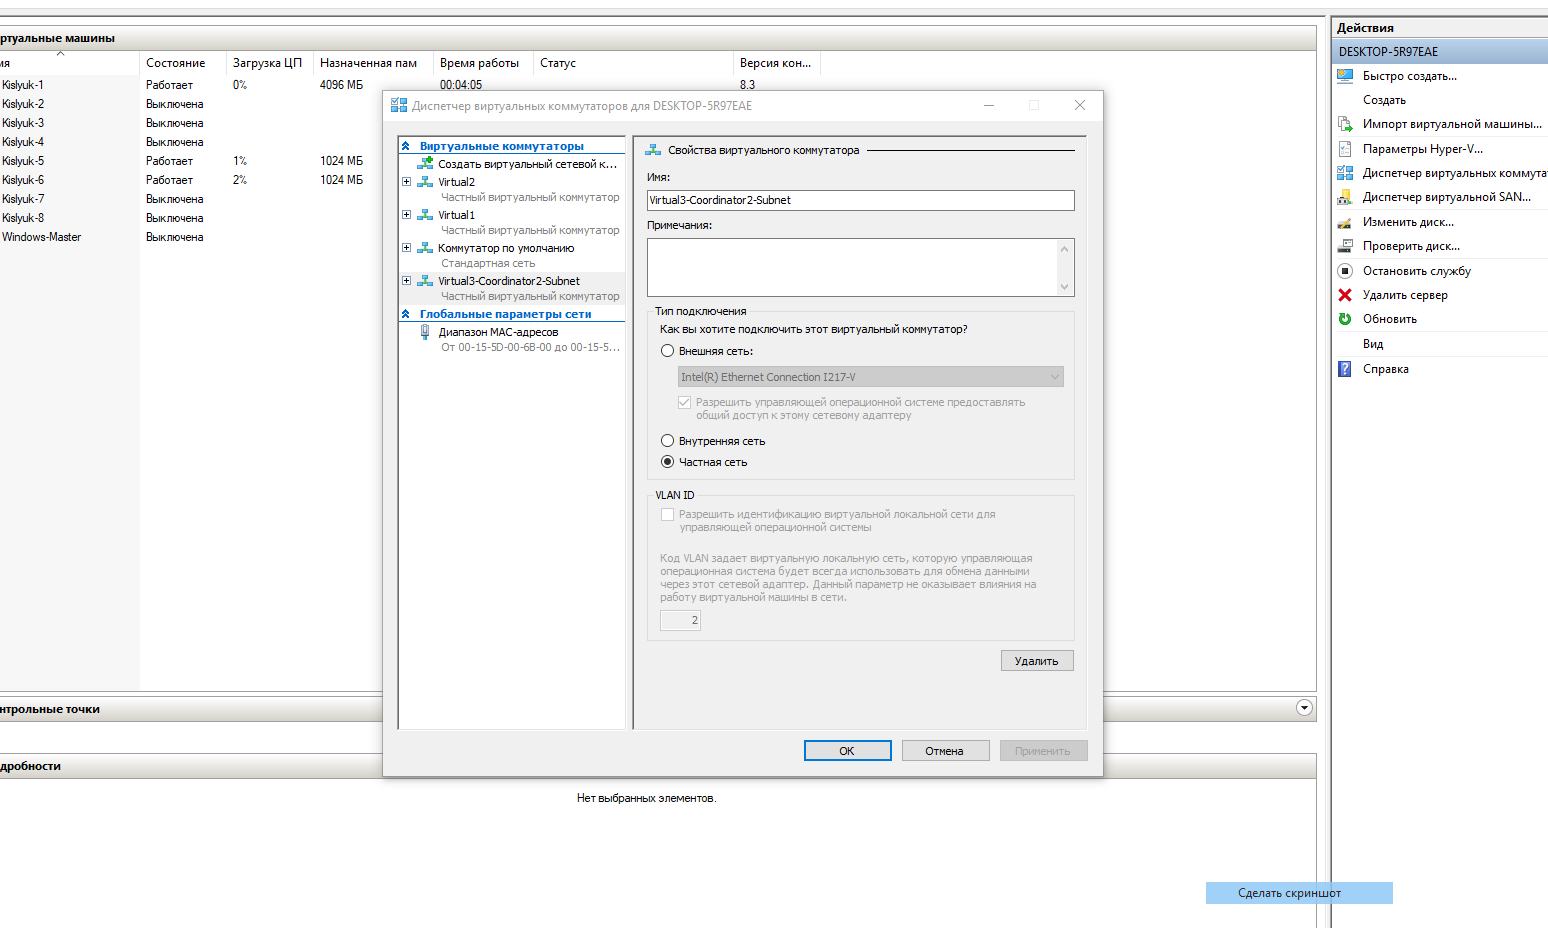 ртуальные машины
мя
Состояние
Загрузка ЦП
Назначенная пам
Время работы
Статус
Версия кон...
Kislyuk-1
Работает
0%
4096 МБ
00:04:05
8.3
Kislyuk-2
Выключена
Kislyuk-3
Выключена
Kislyuk-4
Выключена
Kislyuk-5
Работает
1%
1024 МБ
Kislyuk-6
Работает
2%
1024 МБ
Kislyuk-7
Выключена
Kislyuk-8
Выключена
Windows-Master
Выключена
нтрольные точки
дробности
Нет выбранных элементов.
Диспетчер виртуальных коммутаторов для DESKTOP-5R97EAE
Виртуальные коммутаторы
Создать виртуальный сетевой к...
Virtual2
Частный виртуальный коммутатор
Virtual1
Частный виртуальный коммутатор
Коммутатор по умолчанию
Стандартная сеть
Virtual3-Coordinator2-Subnet
Частный виртуальный коммутатор
Глобальные параметры сети
Диапазон MAC-адресов
От 00-15-5D-00-6B-00 до 00-15-5...
Свойства виртуального коммутатора
Имя:
Virtual3-Coordinator2-Subnet
Примечания:
Тип подключения
Как вы хотите подключить этот виртуальный коммутатор?
Внешняя сеть:
Intel(R) Ethernet Connection I217-V
Разрешить управляющей операционной системе предоставлять
общий доступ к этому сетевому адаптеру
Внутренняя сеть
Частная сеть
VLAN ID
Разрешить идентификацию виртуальной локальной сети для
управляющей операционной системы
Код VLAN задает виртуальную локальную сеть, которую управляющая
операционная система будет всегда использовать для обмена данными
через этот сетевой адаптер. Данный параметр не оказывает влияния на
работу виртуальной машины в сети.
2
Удалить
ОК
Отмена
Применить
Действия
DESKTOP-5R97EAE
Быстро создать...
Создать
Импорт виртуальной машины...
Параметры Hyper-V...
Диспетчер виртуальных коммута
Диспетчер виртуальной SAN...
Изменить диск...
Проверить диск...
Остановить службу
Удалить сервер
Обновить
Вид
Справка
Сделать скриншот